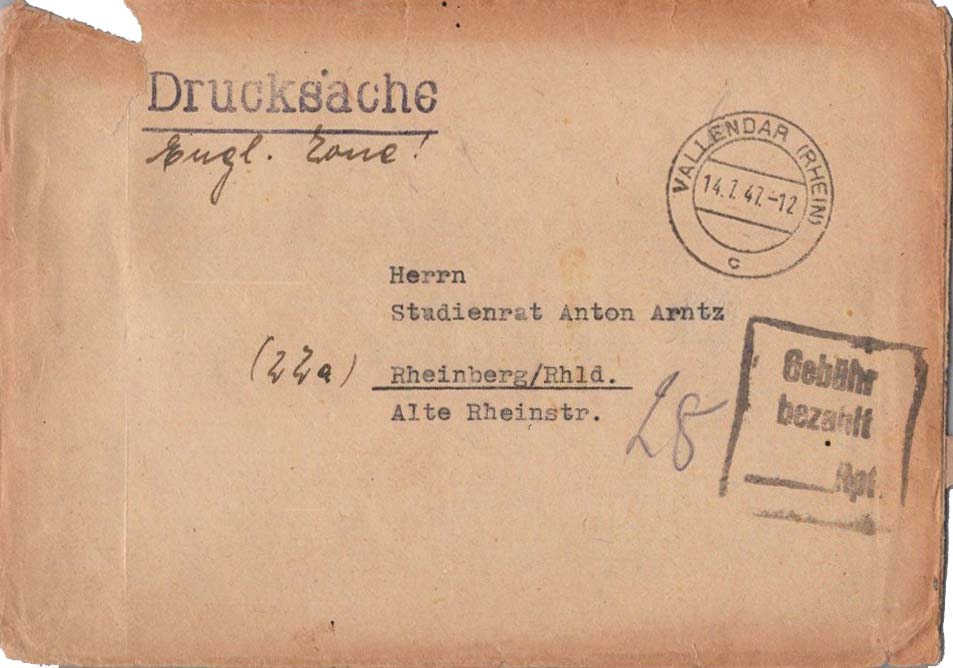 Drucksache
Engl. Zone!
VALLENDAR (RHEIN)
14.7.47.-12
c
Herrn
Studienrat Anton Arntz
(22a) Rheinberg/Rhld.
Alte Rheinstr.
28
Gebühr
bezahlt
Rpf.